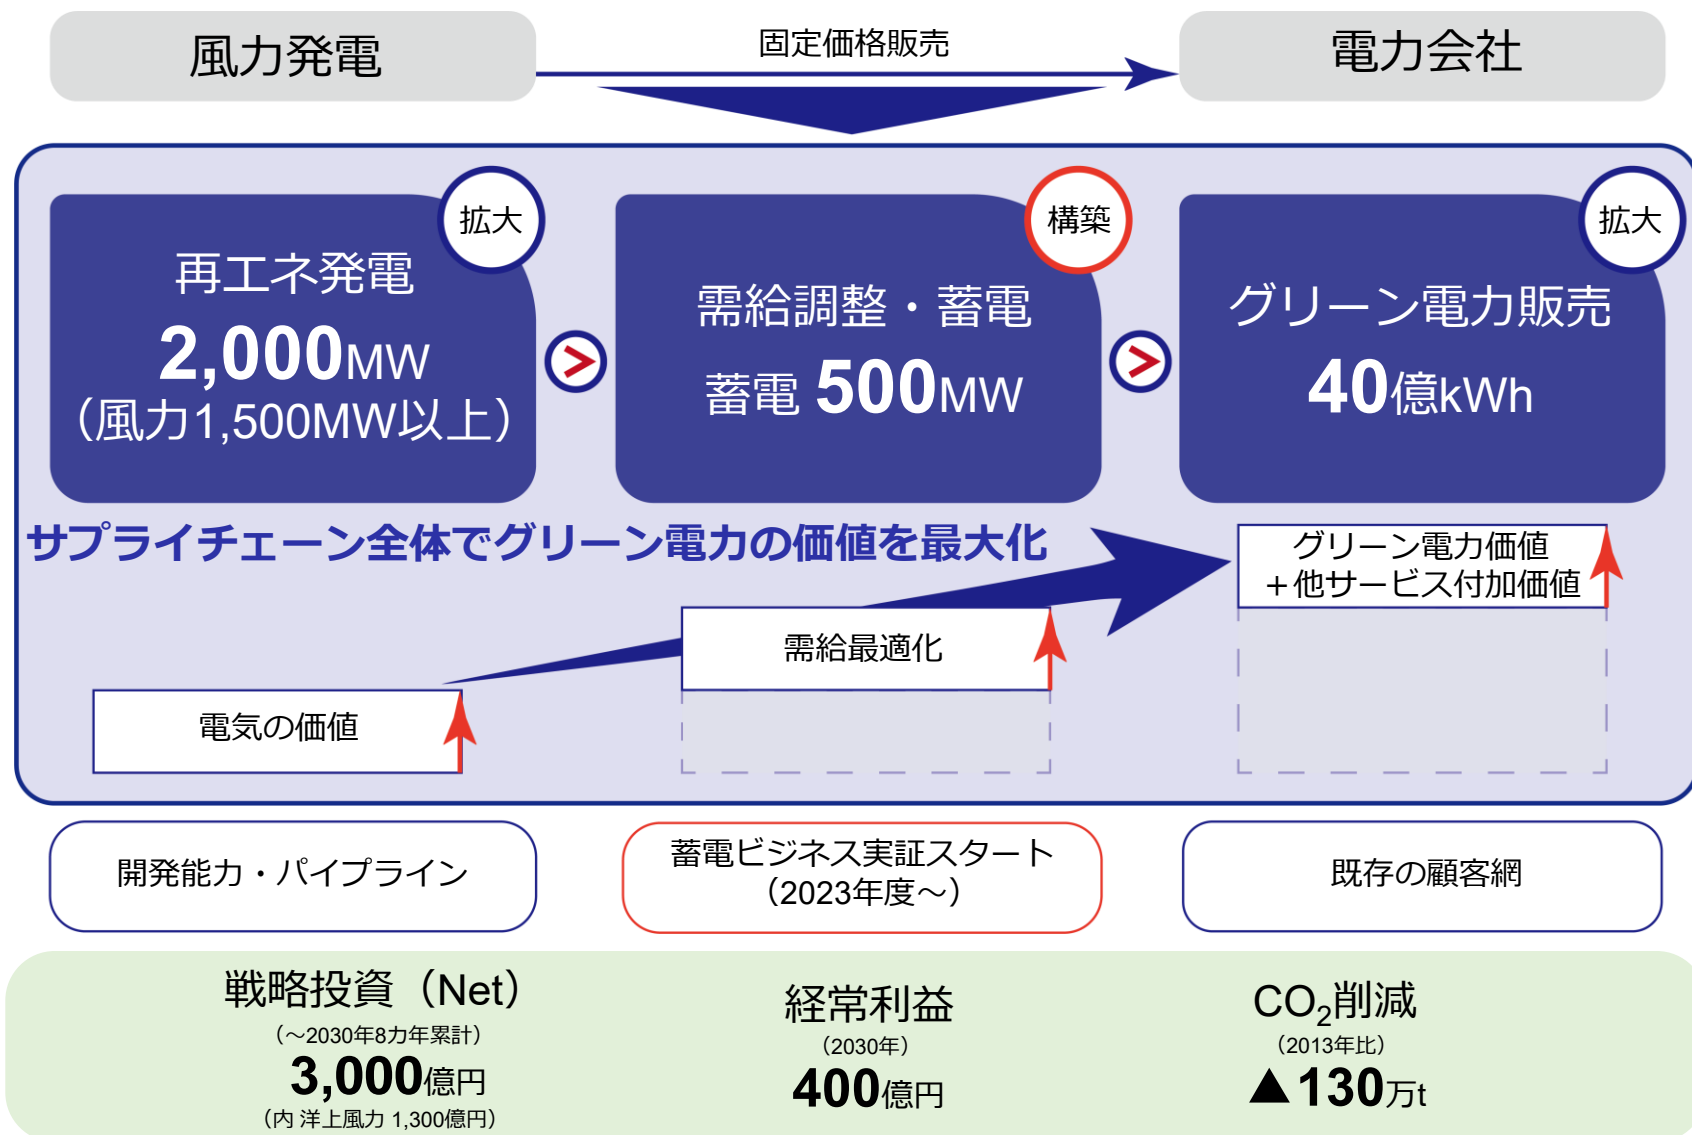 風力発電
固定価格販売
電力会社
拡大
再エネ発電
2,000MW
（風力1,500MW以上）
構築
需給調整・蓄電
蓄電 500MW
拡大
グリーン電力販売
40億kWh
サプライチェーン全体でグリーン電力の価値を最大化
電気の価値
需給最適化
グリーン電力価値
＋他サービス付加価値
開発能力・パイプライン
蓄電ビジネス実証スタート
（2023年度～）
既存の顧客網
戦略投資（Net）
（～2030年8カ年累計）
3,000億円
（内 洋上風力 1,300億円）
経常利益
（2030年）
400億円
CO₂削減
（2013年比）
▲130万t